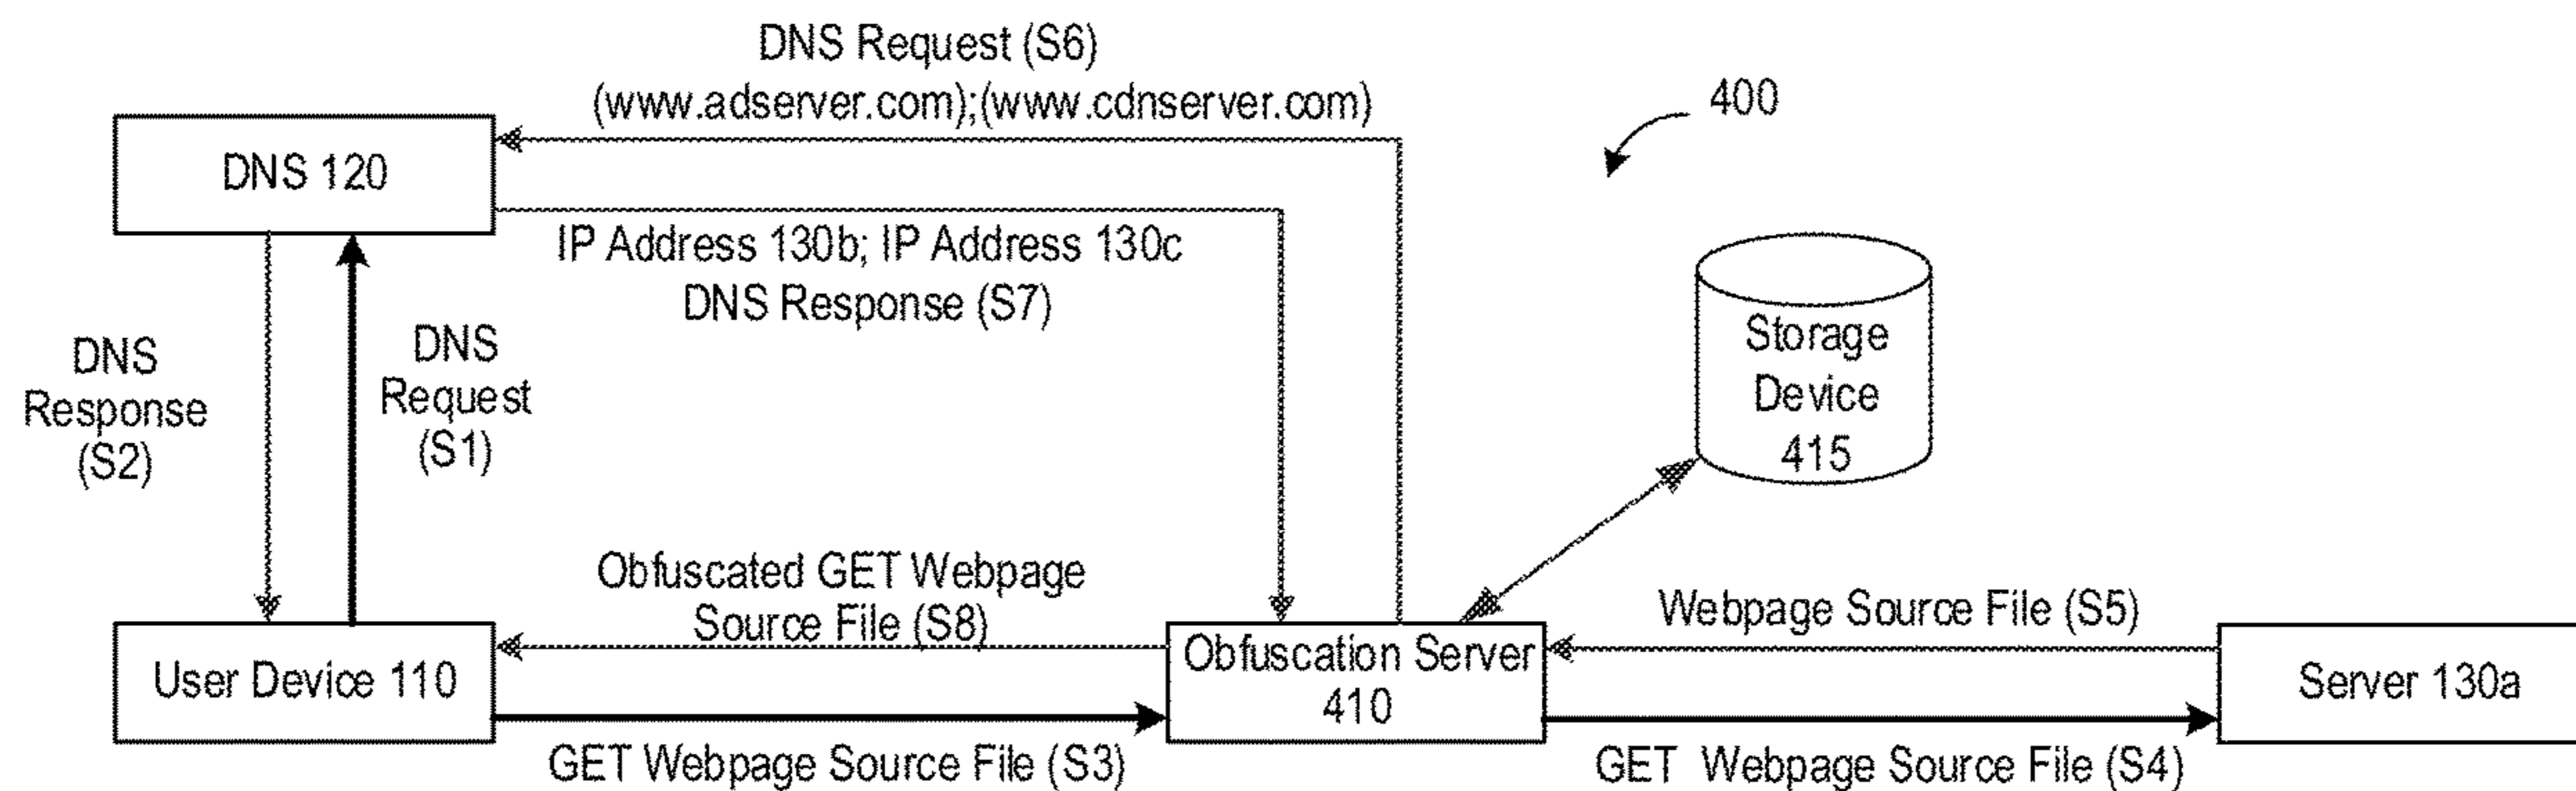 DNS Request (S6)
(www.adserver.com);(www.cdnserver.com)
400
DNS 120
IP Address 130b; IP Address 130c
DNS Response (S7)
Storage
Device
415
DNS
Response
(S2)
DNS
Request
(S1)
Obfuscated GET Webpage
Source File (S8)
Webpage Source File (S5)
User Device 110
Obfuscation Server
410
Server 130a
GET Webpage Source File (S3)
GET Webpage Source File (S4)